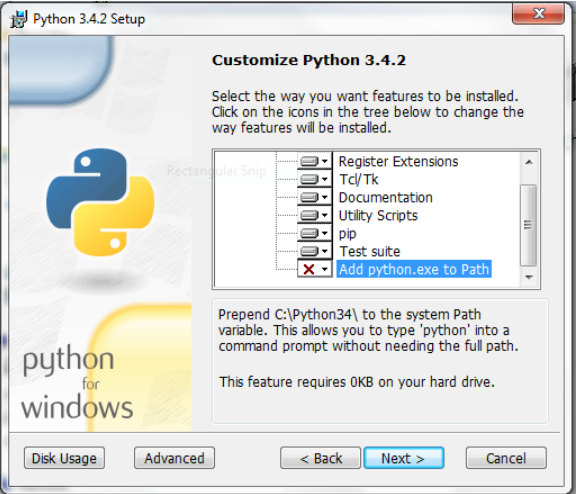 Python 3.4.2 Setup
Customize Python 3.4.2
Select the way you want features to be installed.
Click on the icons in the tree below to change the
way features will be installed.
Rectangular Snip
Register Extensions
Tcl/Tk
Documentation
Utility Scripts
pip
Test suite
Add python.exe to Path
Prepend C:\Python34\ to the system Path
variable. This allows you to type 'python' into a
command prompt without needing the full path.
This feature requires 0KB on your hard drive.
python
for
windows
Disk Usage
Advanced
< Back
Next >
Cancel